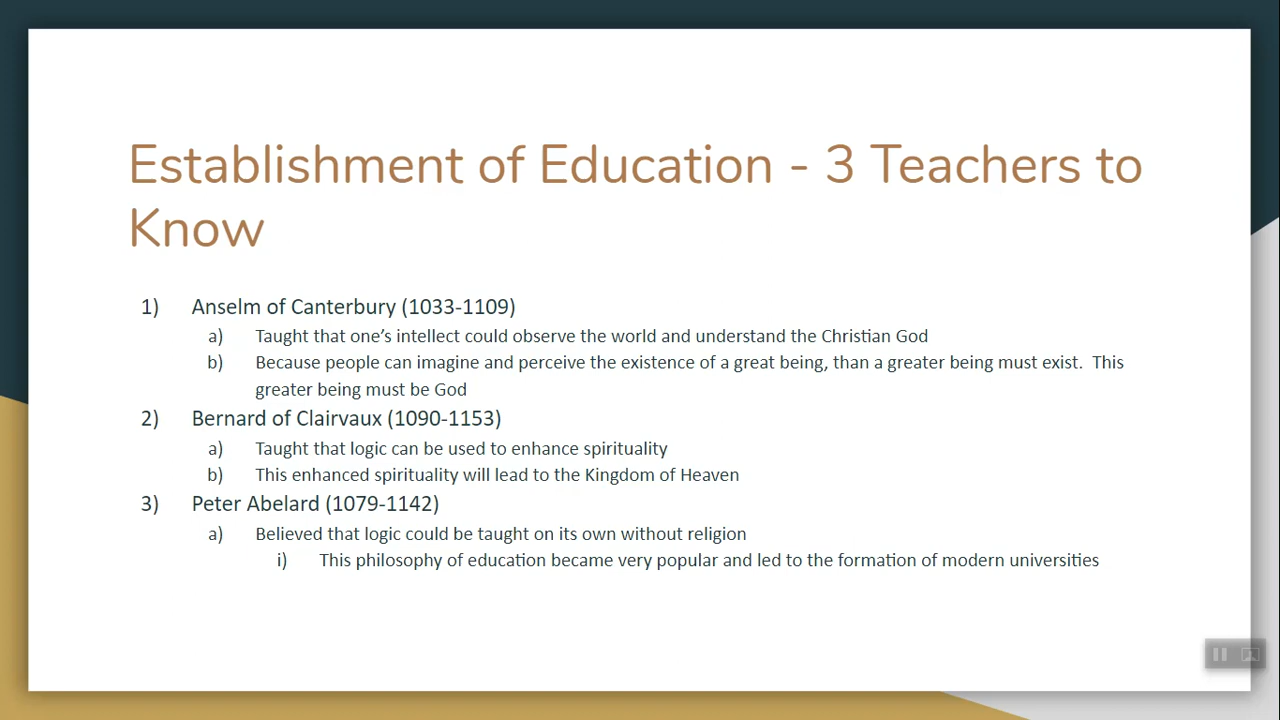 Establishment of Education - 3 Teachers to
Know
1) Anselm of Canterbury (1033-1109)
a) Taught that one’s intellect could observe the world and understand the Christian God
b) Because people can imagine and perceive the existence of a great being, than a greater being must exist.  This
greater being must be God
2) Bernard of Clairvaux (1090-1153)
a) Taught that logic can be used to enhance spirituality
b) This enhanced spirituality will lead to the Kingdom of Heaven
3) Peter Abelard (1079-1142)
a) Believed that logic could be taught on its own without religion
i) This philosophy of education became very popular and led to the formation of modern universities